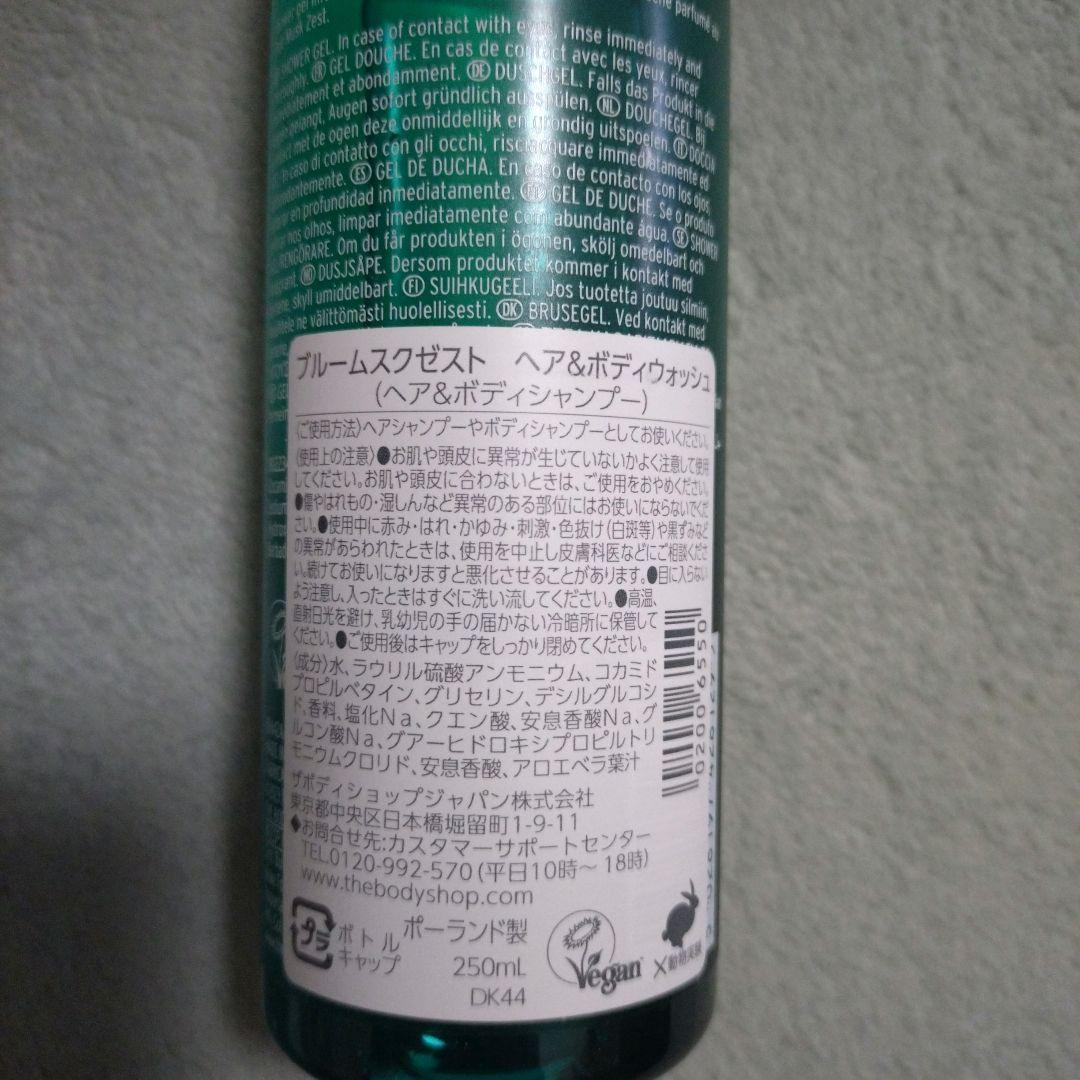 Musk Zest.
SHOWER GEL. In case of contact with eyes, rinse immediately and
FR GEL DOUCHE. En cas de contact avec les yeux, rincer
et abondamment. DE DUSCHGEL. Falls das Produkt in die
gelangt, Augen sofort gründlich ausspülen. NL DOUCHEGEL. Bij
met de ogen deze onmiddellijk en grondig uitspoelen. IT DOCCIA
In caso di contatto con gli occhi, risciacquare immediatamente ed
ES GEL DE DUCHA. En caso de contacto con los ojos,
en profundidad inmediatamente. GEL DE DUCHE. Se o produto
nos olhos, limpar imediatamente com abundante água. SE SHOWER
RENGÖRARE. Om du får produkten i ögonen, skölj omedelbart och
NO DUSJSÅPE. Dersom produktet kommer i kontakt med
skyll umiddelbart. FI SUIHKUGEELI. Jos tuotetta joutuu silmiin,
ne välittömästi huolellisesti. DK BRUSEGEL. Ved kontakt med
ブルームスクゼスト ヘア&ボディウォッシュ
(ヘア&ボディシャンプー)
〈ご使用方法〉ヘアシャンプーやボディシャンプーとしてお使いください。
〈使用上の注意〉●お肌や頭皮に異常が生じていないかよく注意して使用
してください。お肌や頭皮に合わないときは、ご使用をおやめください。
●傷やはれもの・湿しんなど異常のある部位にはお使いにならないでくだ
さい。●使用中に赤み・はれ・かゆみ・刺激・色抜け(白斑等)や黒ずみなど
の異常があらわれたときは、使用を中止し皮膚科医などにご相談くださ
い。続けてお使いになりますと悪化させることがあります。●目に入らない
よう注意し、入ったときはすぐに洗い流してください。●高温、
直射日光を避け、乳幼児の手の届かない冷暗所に保管して
ください。●ご使用後はキャップをしっかり閉めてください。
〈成分〉水、ラウリル硫酸アンモニウム、コカミド
プロピルベタイン、グリセリン、デシルグルコシ
ド、香料、塩化Na、クエン酸、安息香酸Na、グ
ルコン酸Na、グアーヒドロキシプロピルトリ
モニウムクロリド、安息香酸、アロエベラ葉汁
ザボディショップジャパン株式会社
東京都中央区日本橋堀留町1-9-11
◆お問合せ先:カスタマーサポートセンター
TEL.0120-992-570(平日10時～18時)
www.thebodyshop.com
プラ
ボトル
キャップ
ポーランド製
250mL
DK44
Vegan
×動物実験
02006550